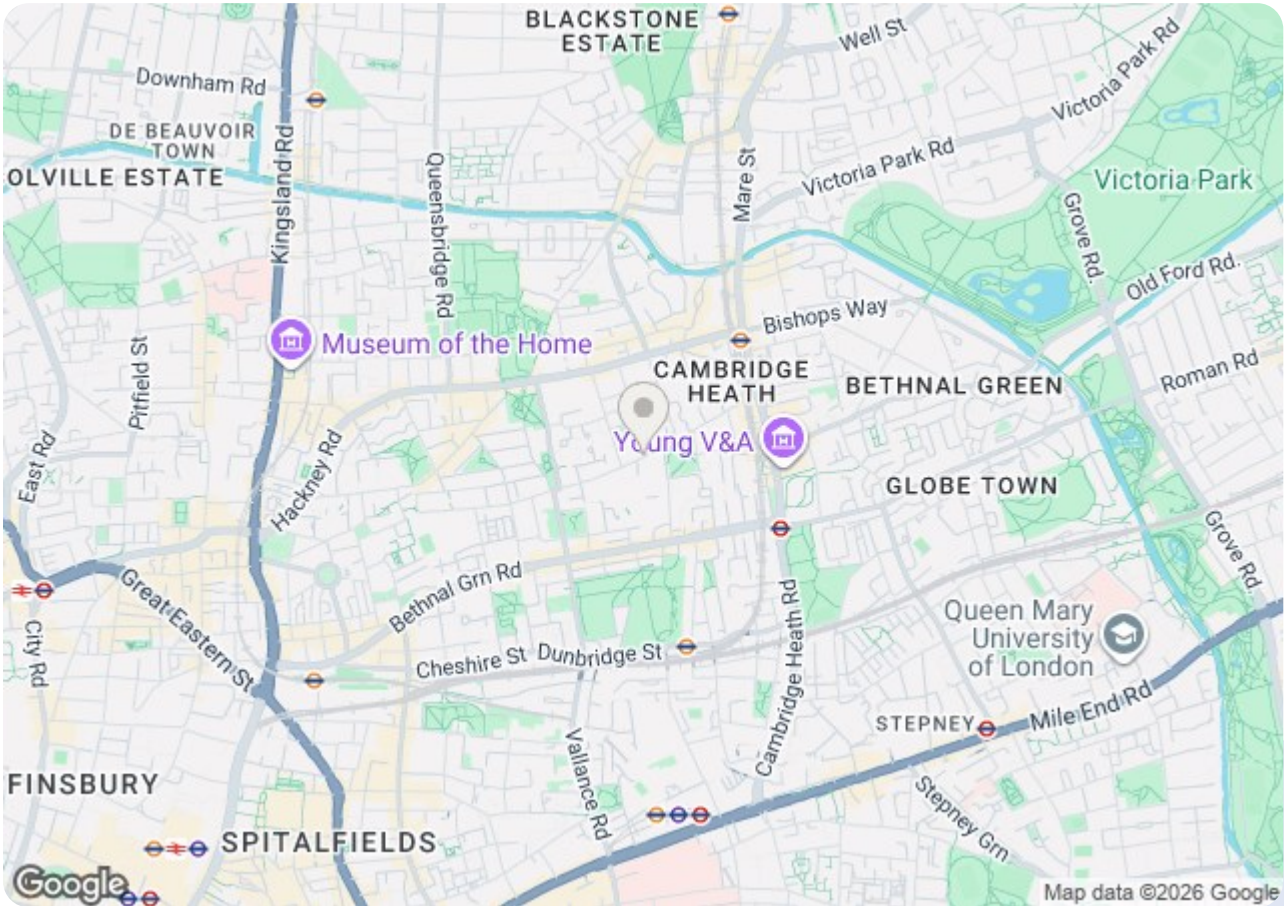 BLACKSTONE
ESTATE
Well St
Downham Rd
Victoria Park Rd
DE BEAUVOIR
TOWN
OLVILLE ESTATE
Kingsland Rd
Queensbridge Rd
Mare St
Victoria Park Rd
Victoria Park
Grove Rd.
Old Ford Rd.
Bishops Way
Museum of the Home
Pitfield St
CAMBRIDGE
HEATH
BETHNAL GREEN
Roman Rd
East Rd
Hackney Rd
Young V&A
GLOBE TOWN
Grove Rd.
Great Eastern St
Bethnal Grn Rd
City Rd
Cheshire St
Dunbridge St
Cambridge Heath Rd
Queen Mary
University
of London
STEPNEY
Mile End Rd
Vallance Rd
Stepney Grn
FINSBURY
SPITALFIELDS
Google
Map data ©2026 Google